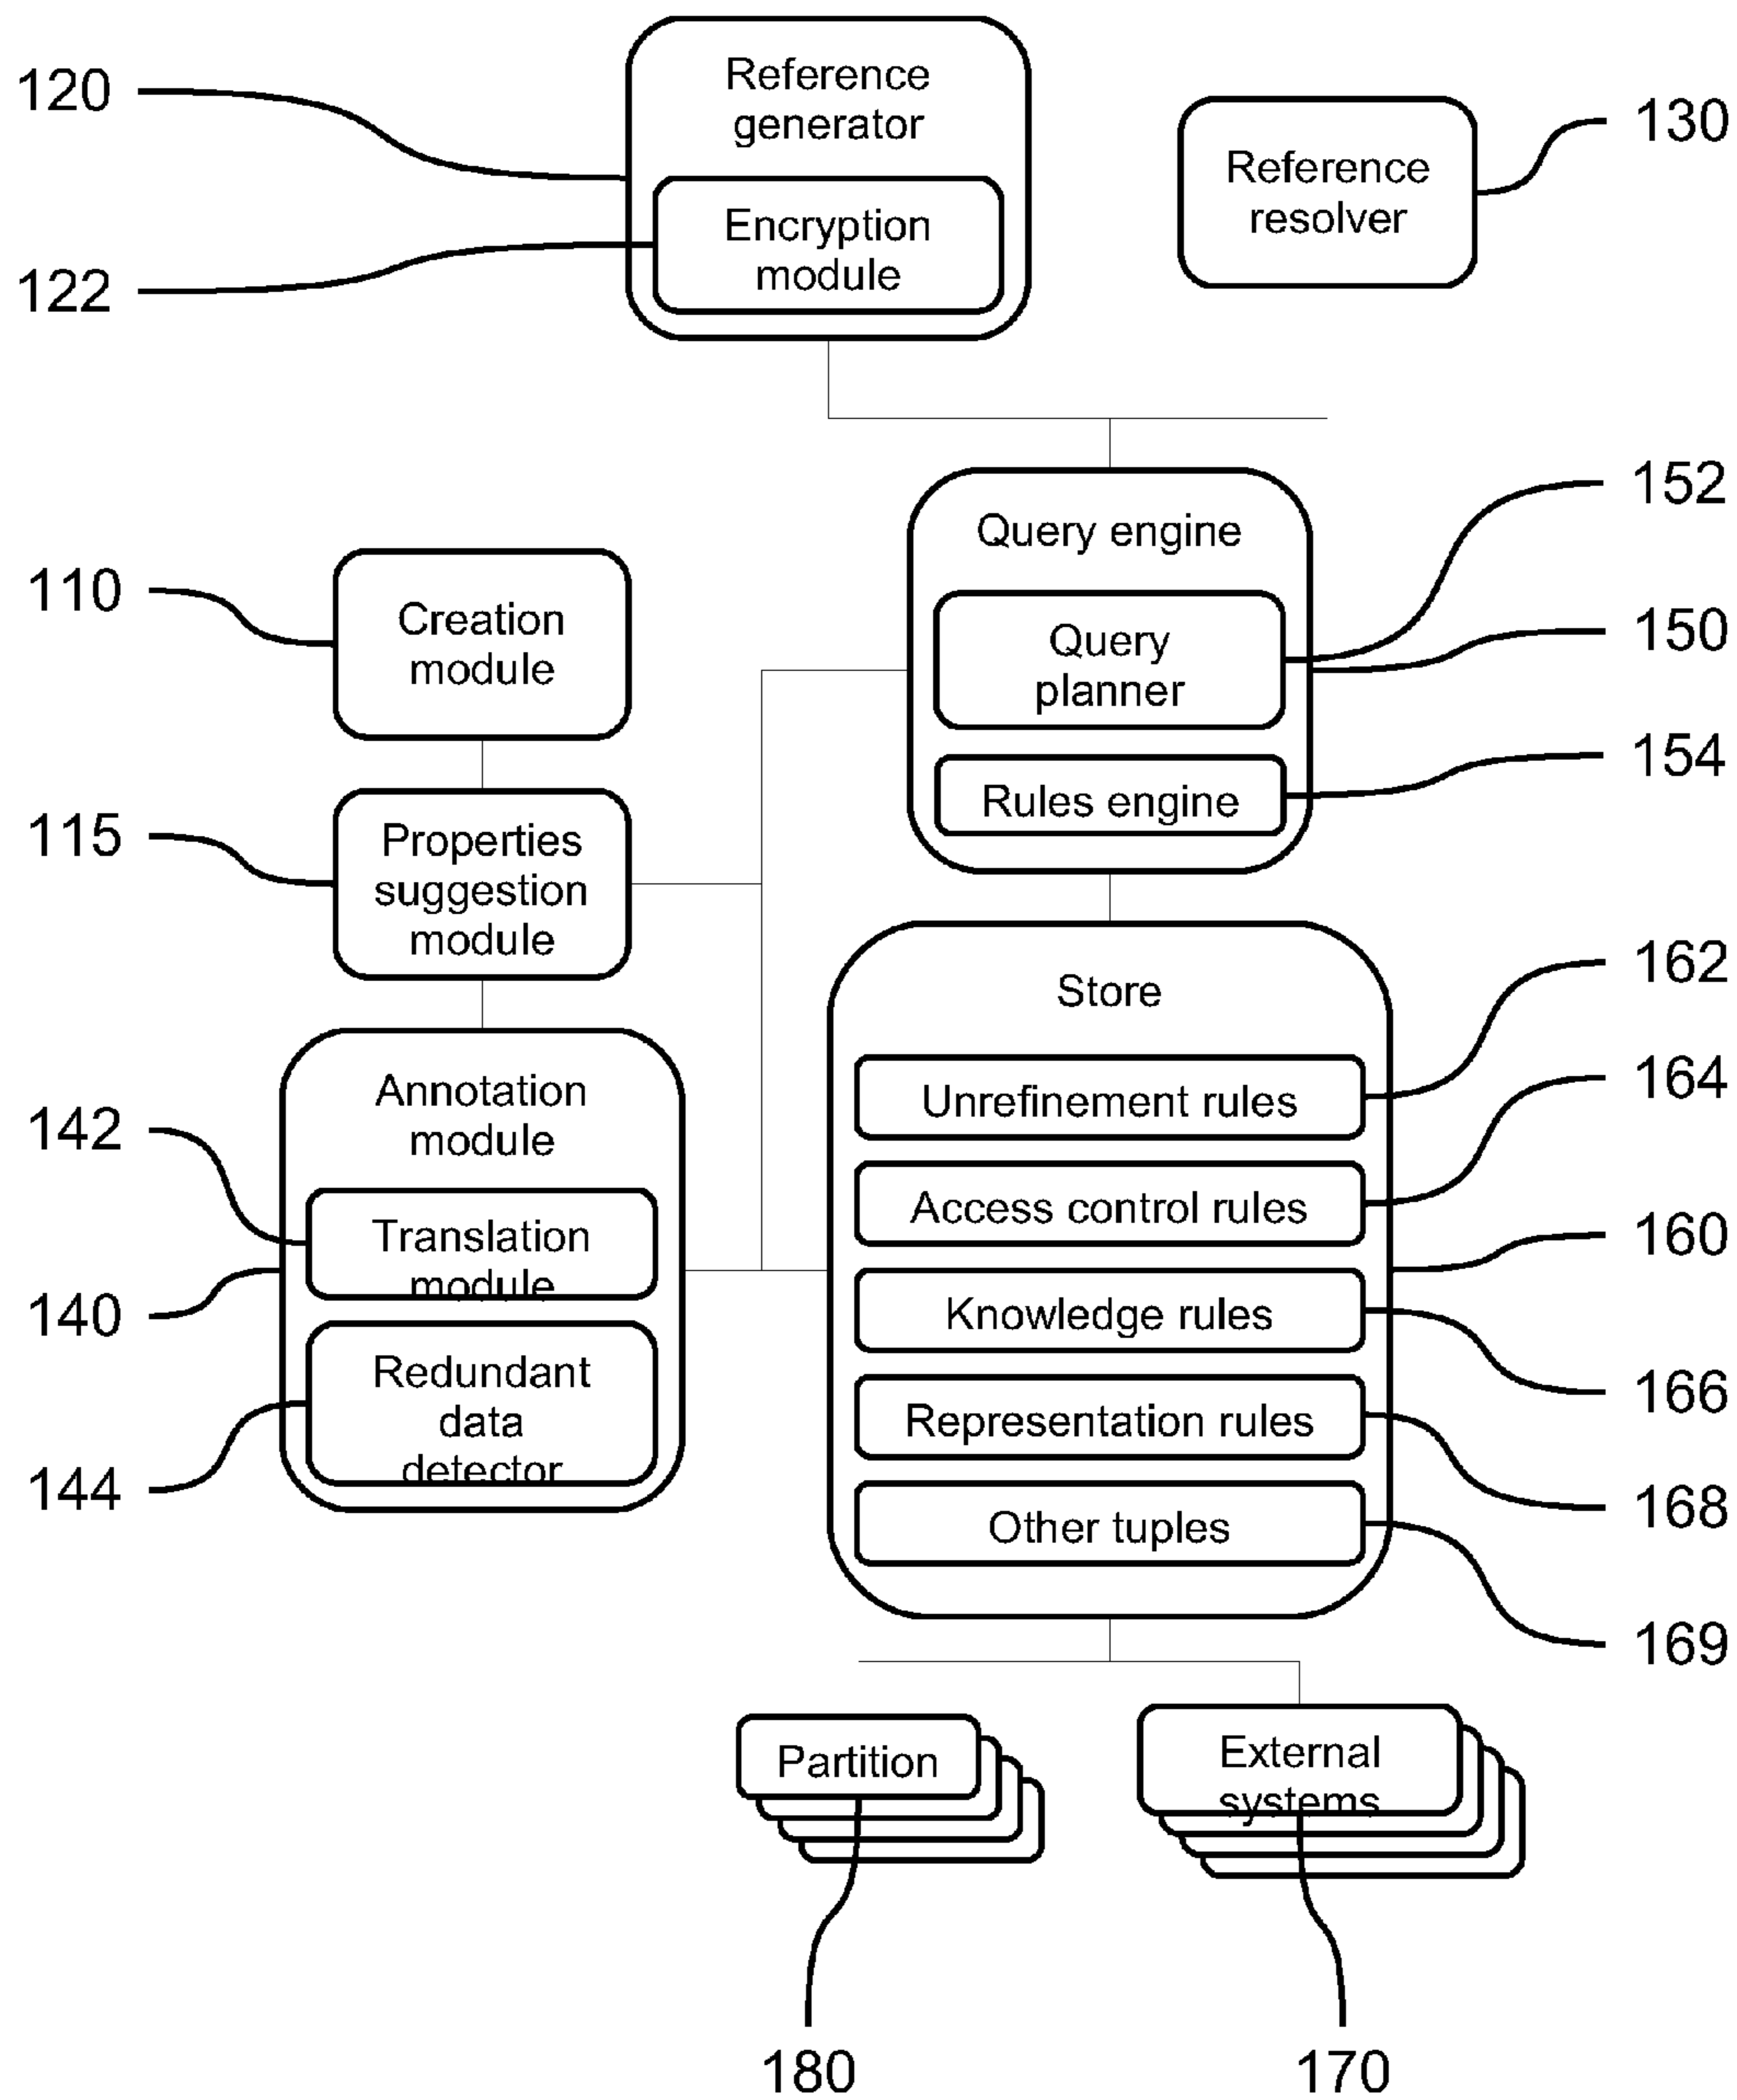 120
Reference
generator
130
Reference
resolver
Encryption
module
122
152
Query engine
110
Creation
module
Query
planner
150
154
Rules engine
115
Properties
suggestion
module
162
Store
164
Annotation
module
Unrefinement rules
142
Access control rules
160
Translation
module
140
Knowledge rules
166
Redundant
data
detector
Representation rules
144
168
Other tuples
169
Partition
External
systems
180
170